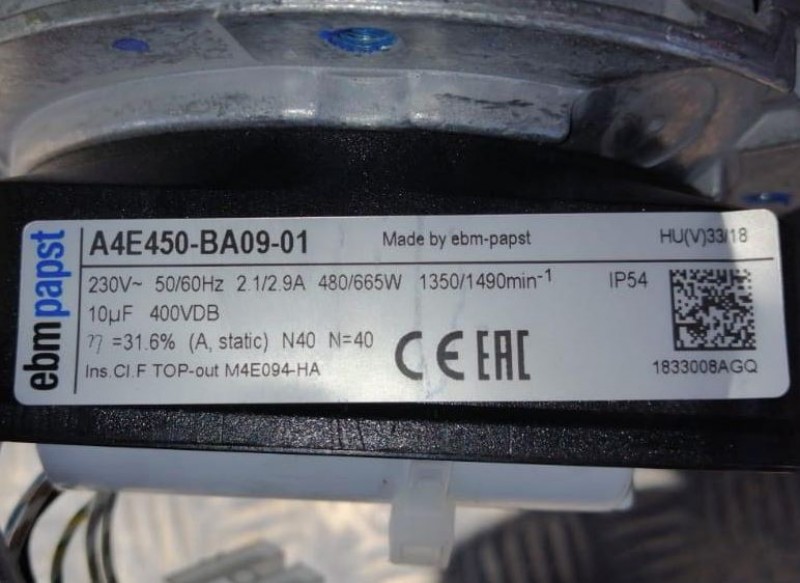 ebmpapst
A4E450-BA09-01 Made by ebm-papst HU(V)33/18
230V~ 50/60Hz 2.1/2.9A 480/665W 1350/1490min⁻¹ IP54
10µF 400VDB
η =31.6% (A, static) N40 N=40
CE EAC
Ins.Cl.F TOP-out M4E094-HA 1833008AGQ